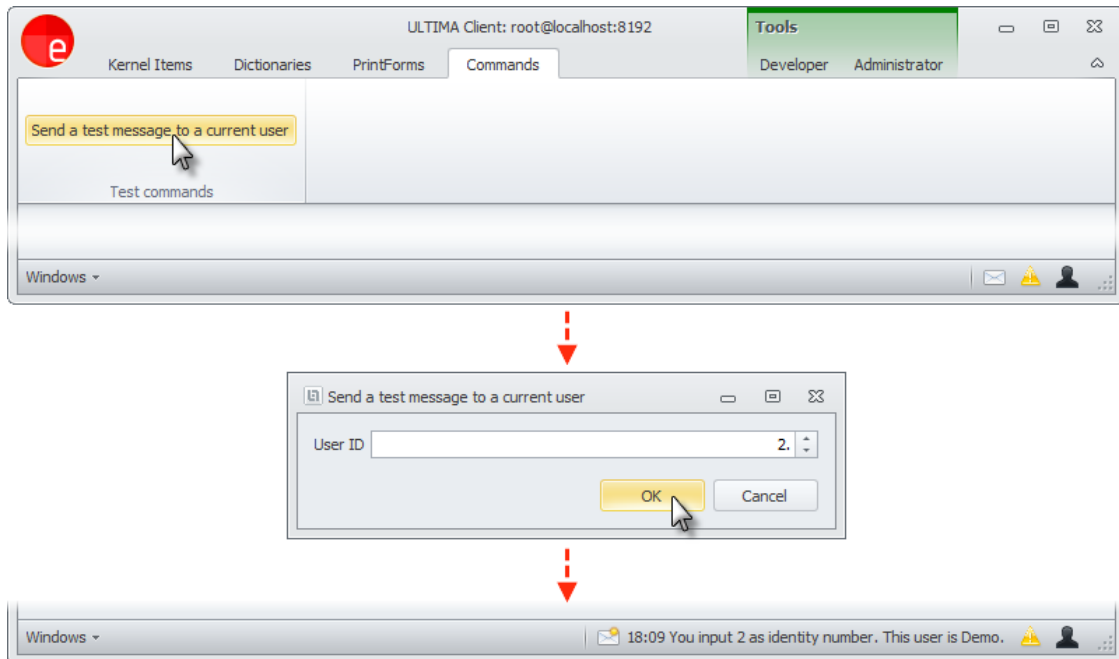 ULTIMA Client: root@localhost:8192
Tools
e
Kernel Items Dictionaries PrintForms Commands Developer Administrator
Send a test message to a current user
Test commands
Windows
Send a test message to a current user
User ID 2.
OK Cancel
Windows 18:09 You input 2 as identity number. This user is Demo.